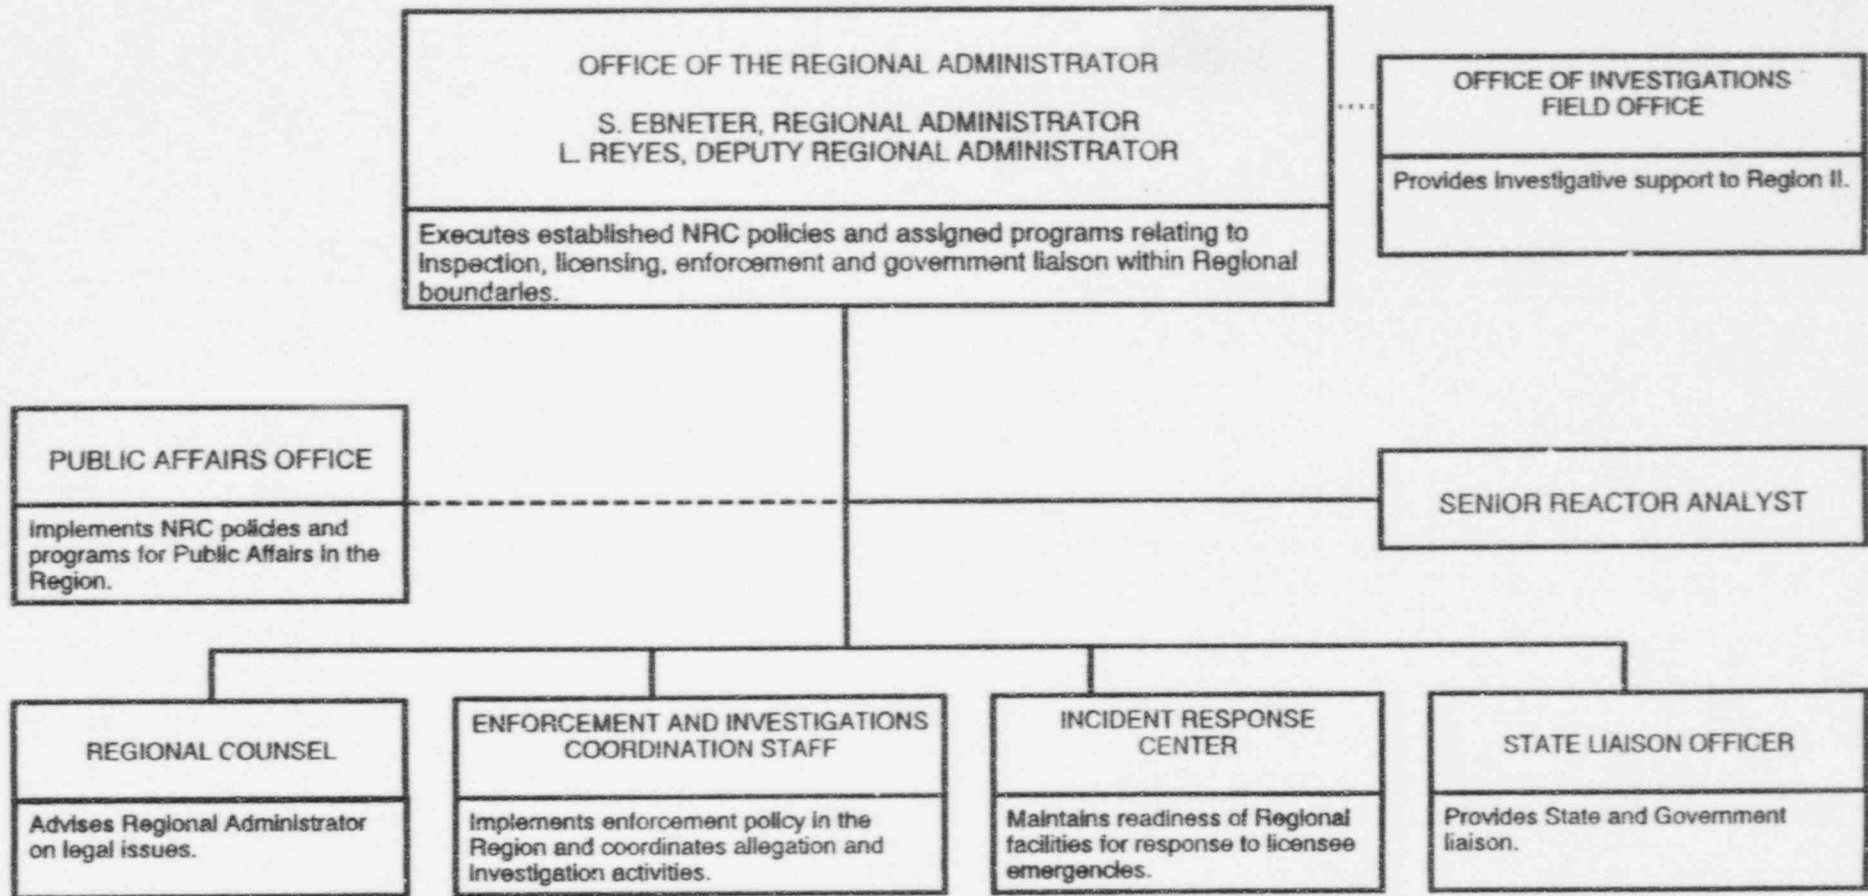 OFFICE OF THE REGIONAL ADMINISTRATOR
S. EBNETER, REGIONAL ADMINISTRATOR
L. REYES, DEPUTY REGIONAL ADMINISTRATOR
Executes established NRC policies and assigned programs relating to
inspection, licensing, enforcement and government liaison within Regional
boundaries.
OFFICE OF INVESTIGATIONS
FIELD OFFICE
Provides investigative support to Region II.
PUBLIC AFFAIRS OFFICE
Implements NRC policies and
programs for Public Affairs in the
Region.
SENIOR REACTOR ANALYST
REGIONAL COUNSEL
Advises Regional Administrator
on legal issues.
ENFORCEMENT AND INVESTIGATIONS
COORDINATION STAFF
Implements enforcement policy in the
Region and coordinates allegation and
investigation activities.
INCIDENT RESPONSE
CENTER
Maintains readiness of Regional
facilities for response to licensee
emergencies.
STATE LIAISON OFFICER
Provides State and Government
liaison.